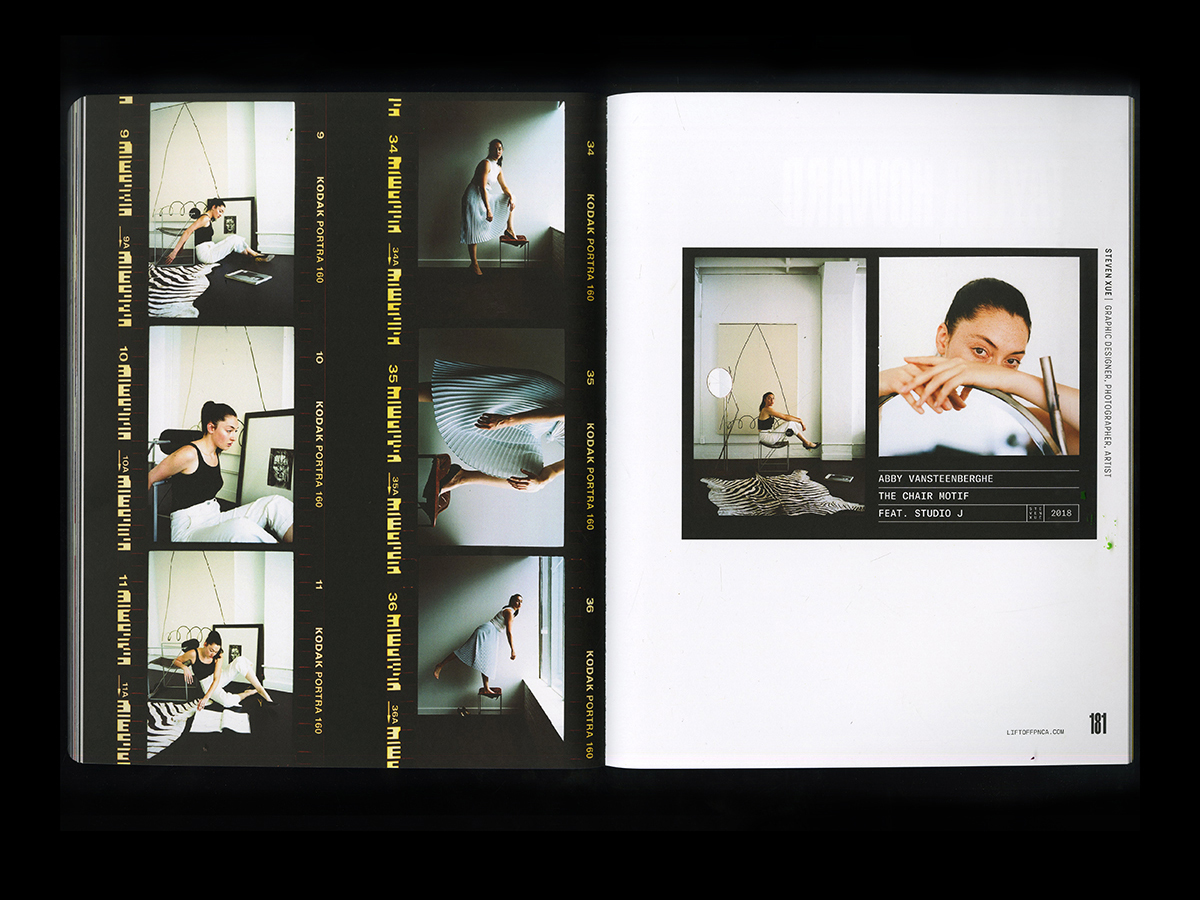 9
9A
10
10A
11
11A
9 KODAK PORTRA 160
10 KODAK PORTRA 160
11 KODAK PORTRA 160
34
34A
35
35A
36
36A
34 KODAK PORTRA 160
35 KODAK PORTRA 160
36 KODAK PORTRA 160
ABBY VANSTEENBERGHE
THE CHAIR MOTIF
FEAT. STUDIO J
2018
STEVEN XUE | GRAPHIC DESIGNER, PHOTOGRAPHER, ARTIST
LIFTOFFPNCA.COM
181